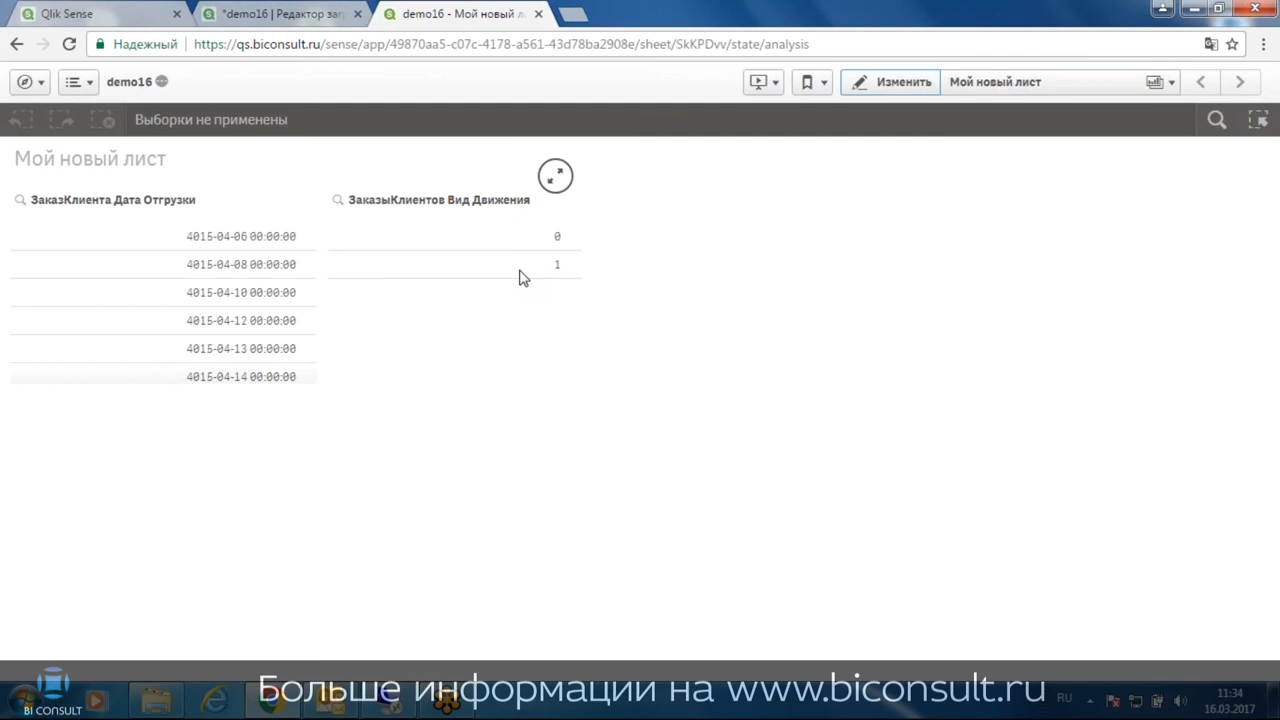 Qlik Sense
*demo16 | Редактор заг
demo16 - Мой новый л
Надежный
https://qs.biconsult.ru/sense/app/49870aa5-c07c-4178-a561-43d78ba2908e/sheet/SkKPDvv/state/analysis
demo16
Изменить
Мой новый лист
Выборки не применены
Мой новый лист
ЗаказКлиента Дата Отгрузки
ЗаказыКлиентов Вид Движения
4015-04-06 00:00:00
0
4015-04-08 00:00:00
1
4015-04-10 00:00:00
4015-04-12 00:00:00
4015-04-13 00:00:00
4015-04-14 00:00:00
Больше информации на www.biconsult.ru
BI CONSULT
RU
11:34
16.03.2017